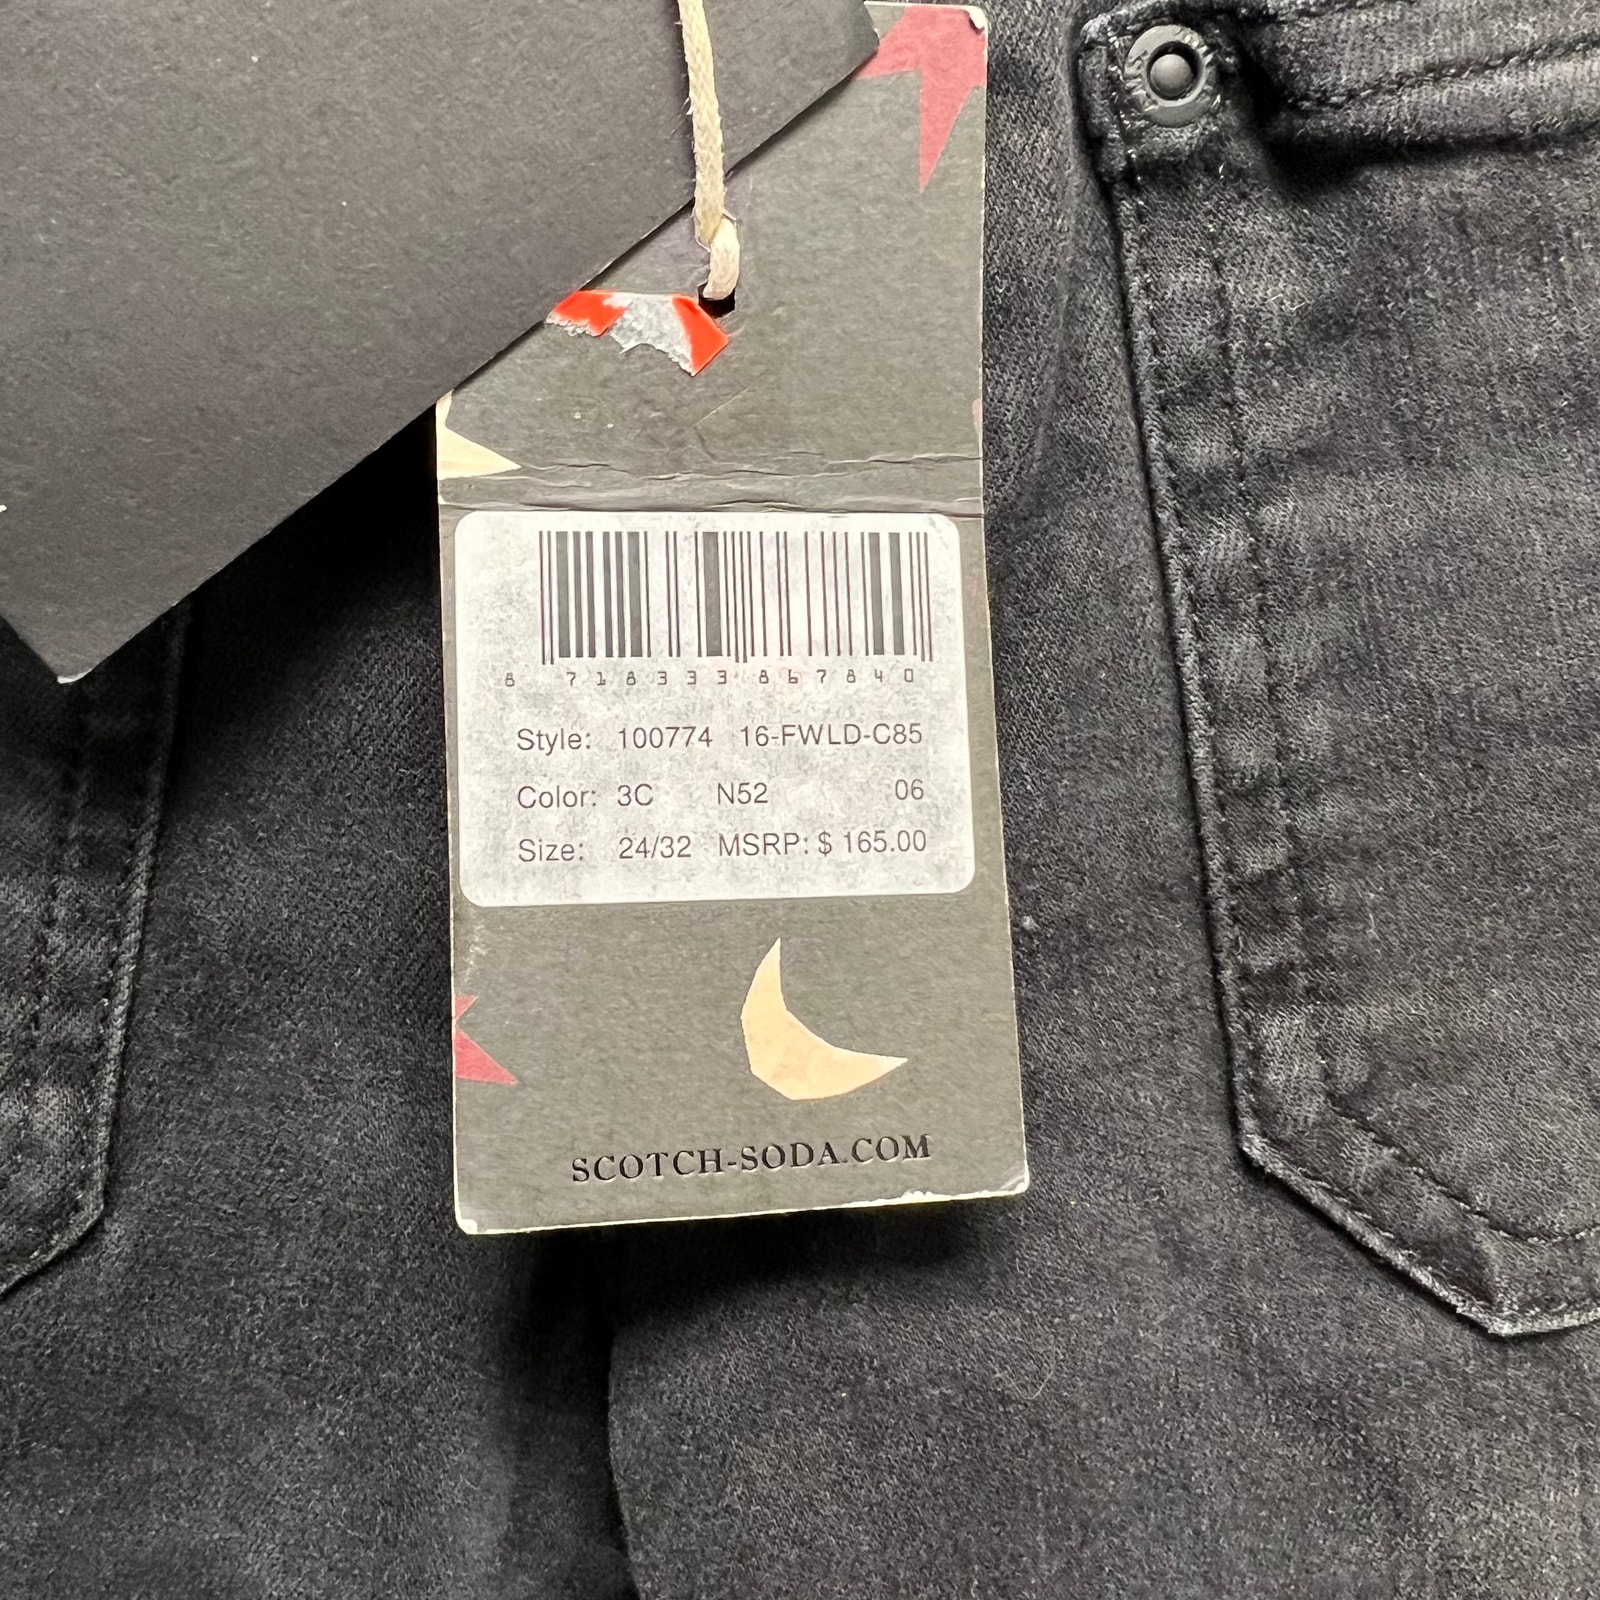 8 718333 867840
Style: 100774 16-FWLD-C85
Color: 3C N52 06
Size: 24/32 MSRP: $ 165.00
SCOTCH-SODA.COM